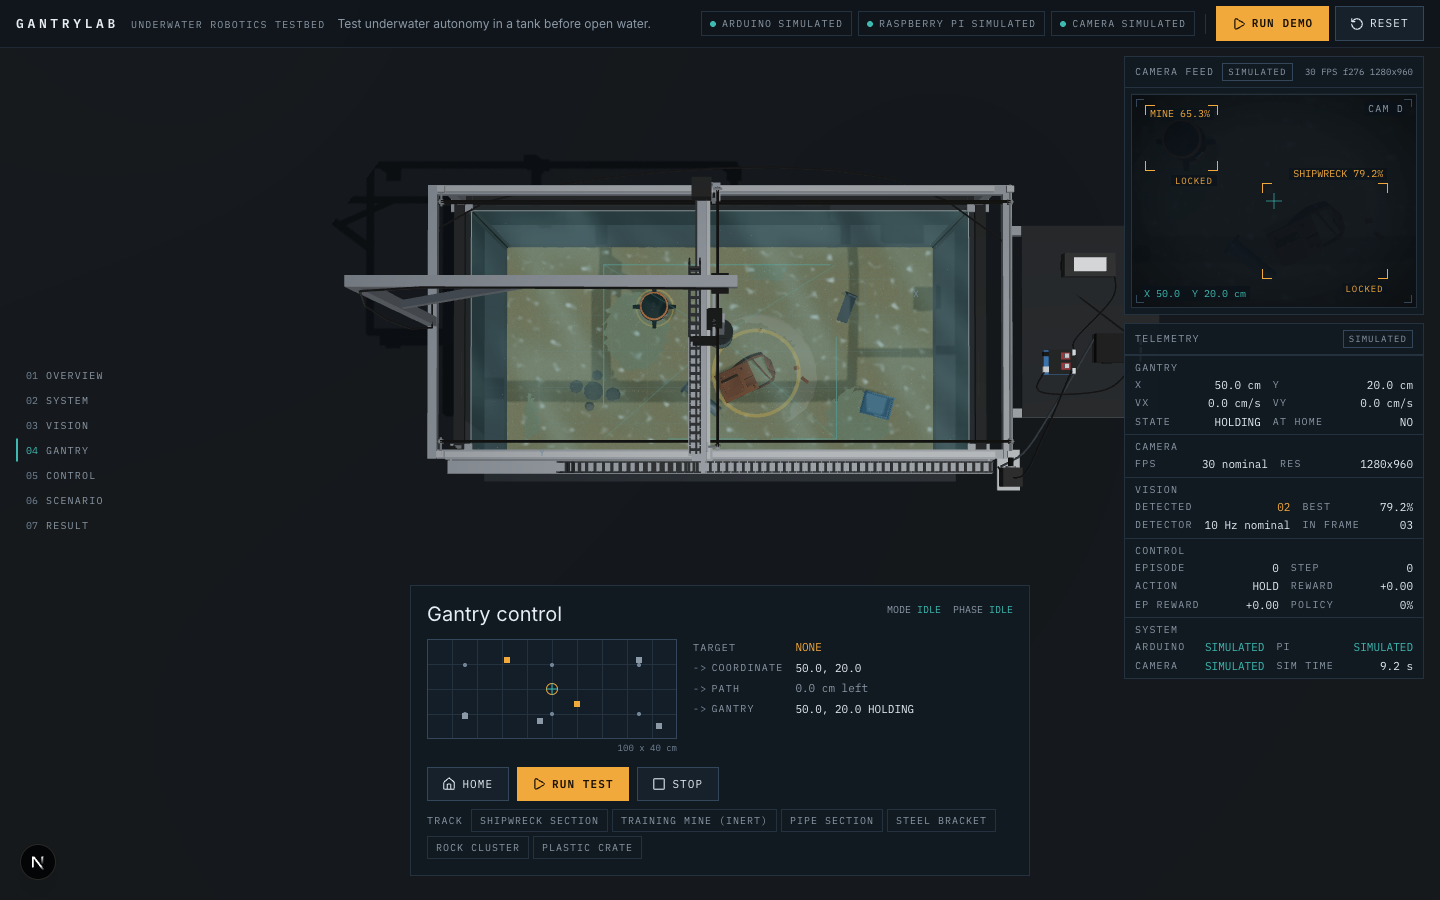 GANTRYLAB UNDERWATER ROBOTICS TESTBED Test underwater autonomy in a tank before open water. ARDUINO SIMULATED RASPBERRY PI SIMULATED CAMERA SIMULATED RUN DEMO RESET
CAMERA FEED SIMULATED 30 FPS f276 1280x960
CAM D
MINE 65.3%
LOCKED
SHIPWRECK 79.2%
LOCKED
X 50.0 Y 20.0 cm
01 OVERVIEW
02 SYSTEM
03 VISION
04 GANTRY
05 CONTROL
06 SCENARIO
07 RESULT
TELEMETRY SIMULATED
GANTRY
X 50.0 cm Y 20.0 cm
VX 0.0 cm/s VY 0.0 cm/s
STATE HOLDING AT HOME NO
CAMERA
FPS 30 nominal RES 1280x960
VISION
DETECTED 02 BEST 79.2%
DETECTOR 10 Hz nominal IN FRAME 03
CONTROL
EPISODE 0 STEP 0
ACTION HOLD REWARD +0.00
EP REWARD +0.00 POLICY 0%
SYSTEM
ARDUINO SIMULATED PI SIMULATED
CAMERA SIMULATED SIM TIME 9.2 s
Gantry control MODE IDLE PHASE IDLE
TARGET NONE
-> COORDINATE 50.0, 20.0
-> PATH 0.0 cm left
-> GANTRY 50.0, 20.0 HOLDING
100 x 40 cm
HOME RUN TEST STOP
TRACK SHIPWRECK SECTION TRAINING MINE (INERT) PIPE SECTION STEEL BRACKET
ROCK CLUSTER PLASTIC CRATE
N